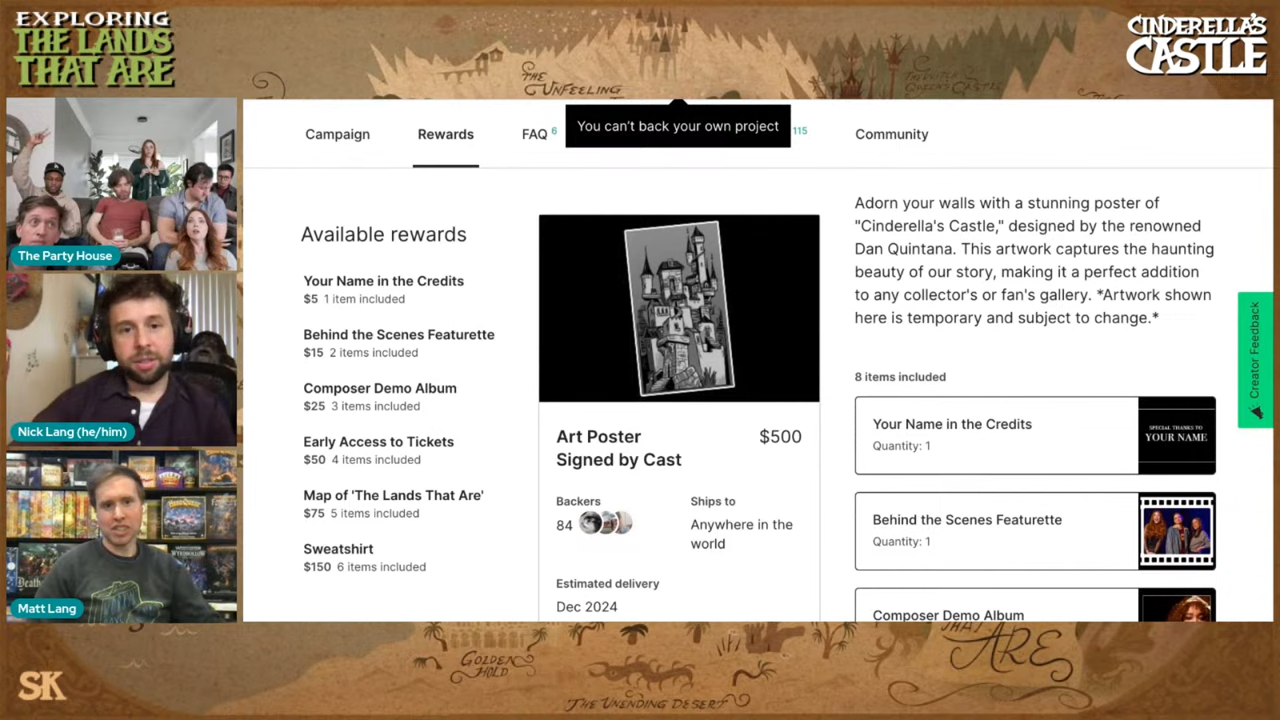 EXPLORING
THE LANDS
THAT ARE
CINDERELLA'S
CASTLE
THE
UNFEELING
Campaign
Rewards
FAQ 6
You can't back your own project
115
Community
The Party House
Nick Lang (he/him)
Matt Lang
Available rewards
Your Name in the Credits
$5 1 item included
Behind the Scenes Featurette
$15 2 items included
Composer Demo Album
$25 3 items included
Early Access to Tickets
$50 4 items included
Map of 'The Lands That Are'
$75 5 items included
Sweatshirt
$150 6 items included
Art Poster
Signed by Cast
$500
Backers
84
Ships to
Anywhere in the
world
Estimated delivery
Dec 2024
Adorn your walls with a stunning poster of
"Cinderella's Castle," designed by the renowned
Dan Quintana. This artwork captures the haunting
beauty of our story, making it a perfect addition
to any collector's or fan's gallery. *Artwork shown
here is temporary and subject to change.*
8 items included
Your Name in the Credits
Quantity: 1
SPECIAL THANKS TO
YOUR NAME
Behind the Scenes Featurette
Quantity: 1
Composer Demo Album
Creator Feedback
GOLDEN
HOLD
THE UNENDING DESERT
THAT
ARE
SK